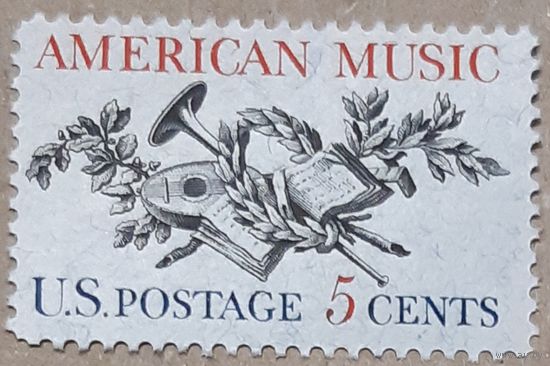 AMERICAN MUSIC
U.S. POSTAGE 5 CENTS